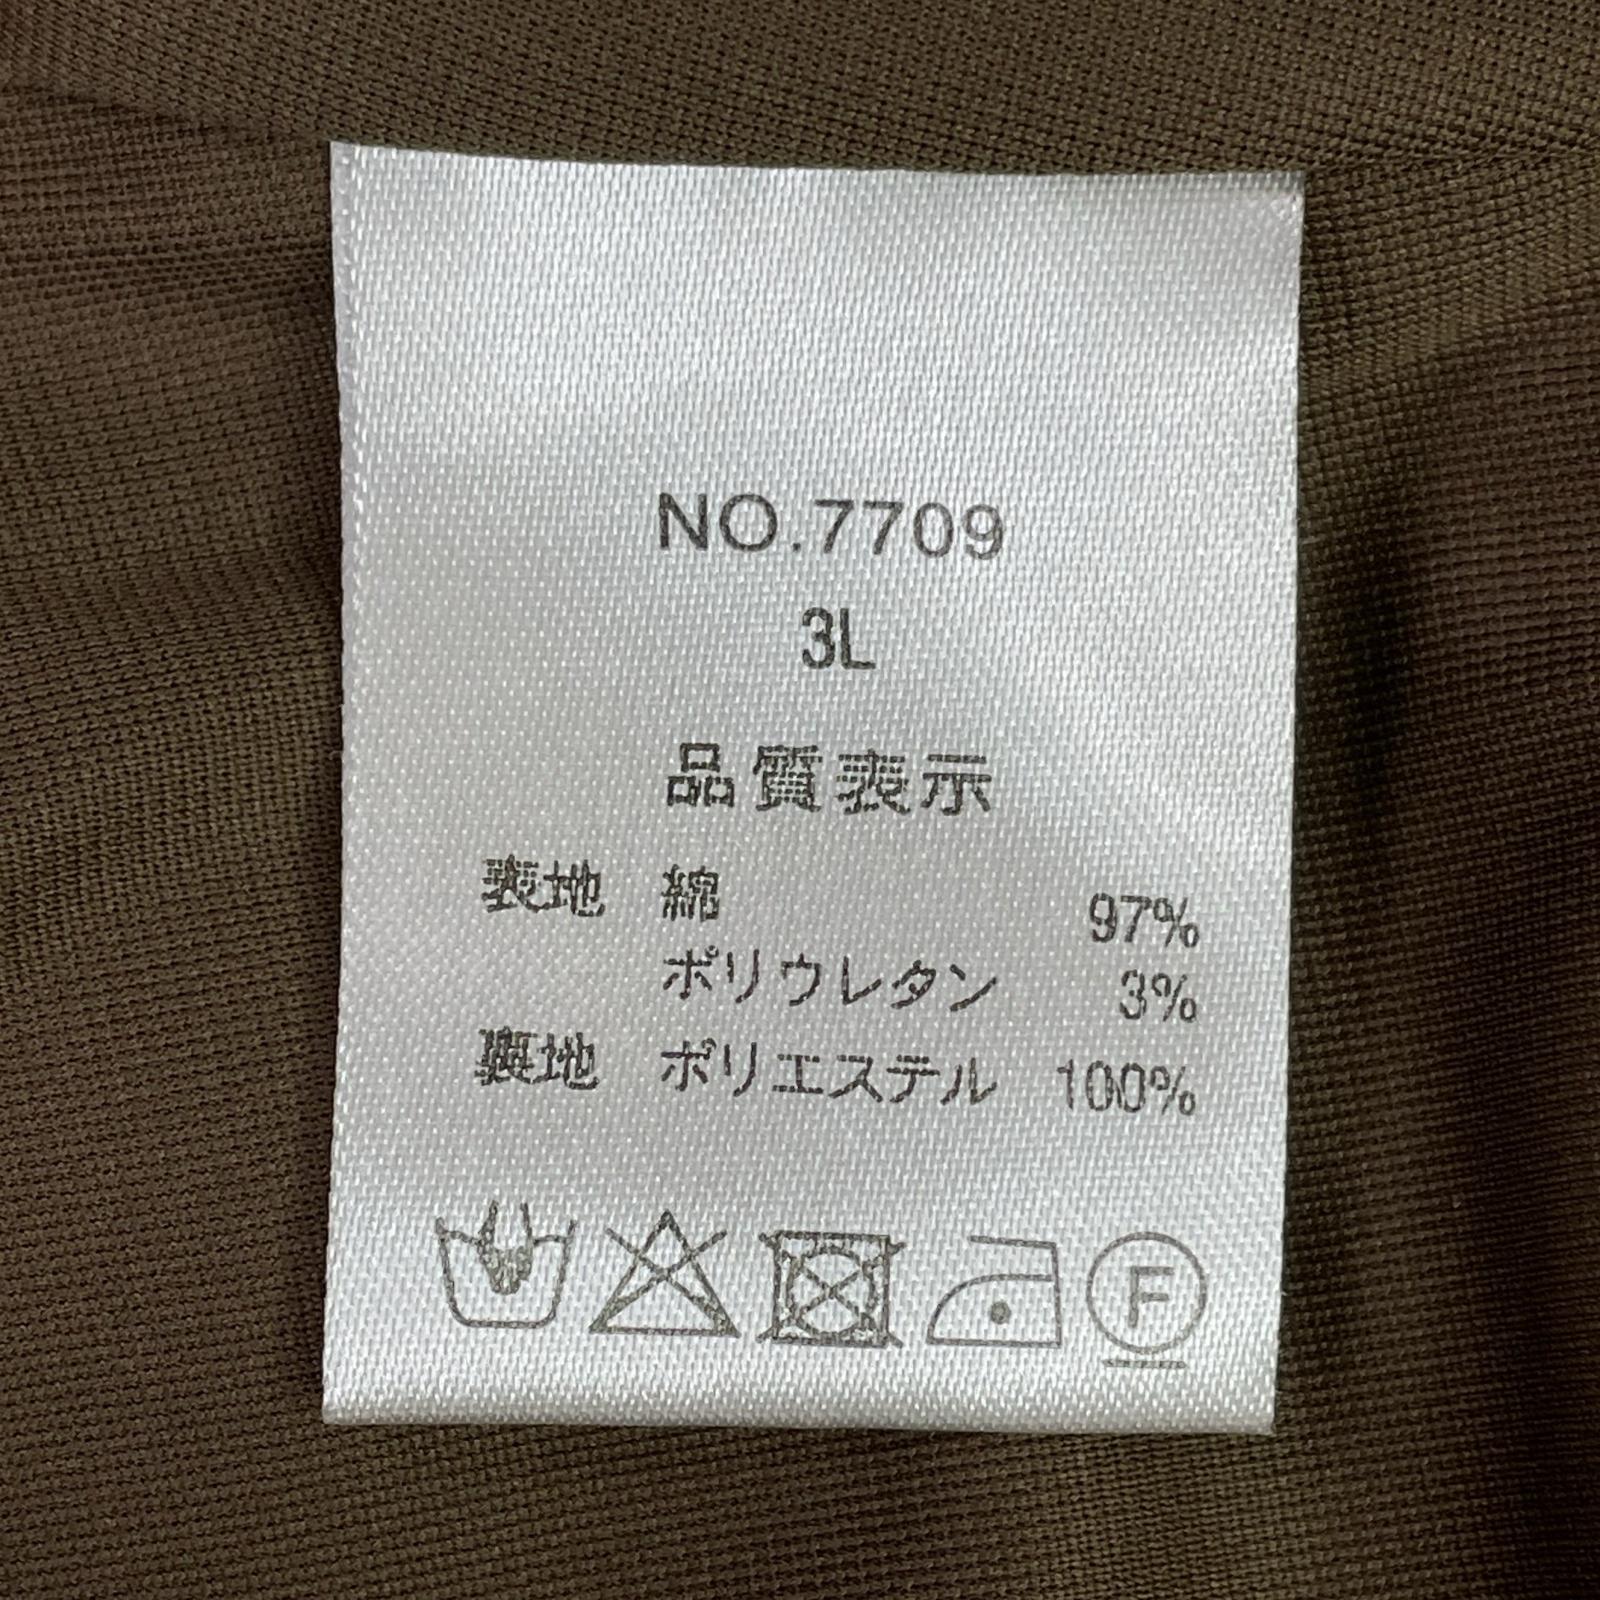 NO.7709
3L
品質表示
表地 綿 97%
ポリウレタン 3%
裏地 ポリエステル 100%
F